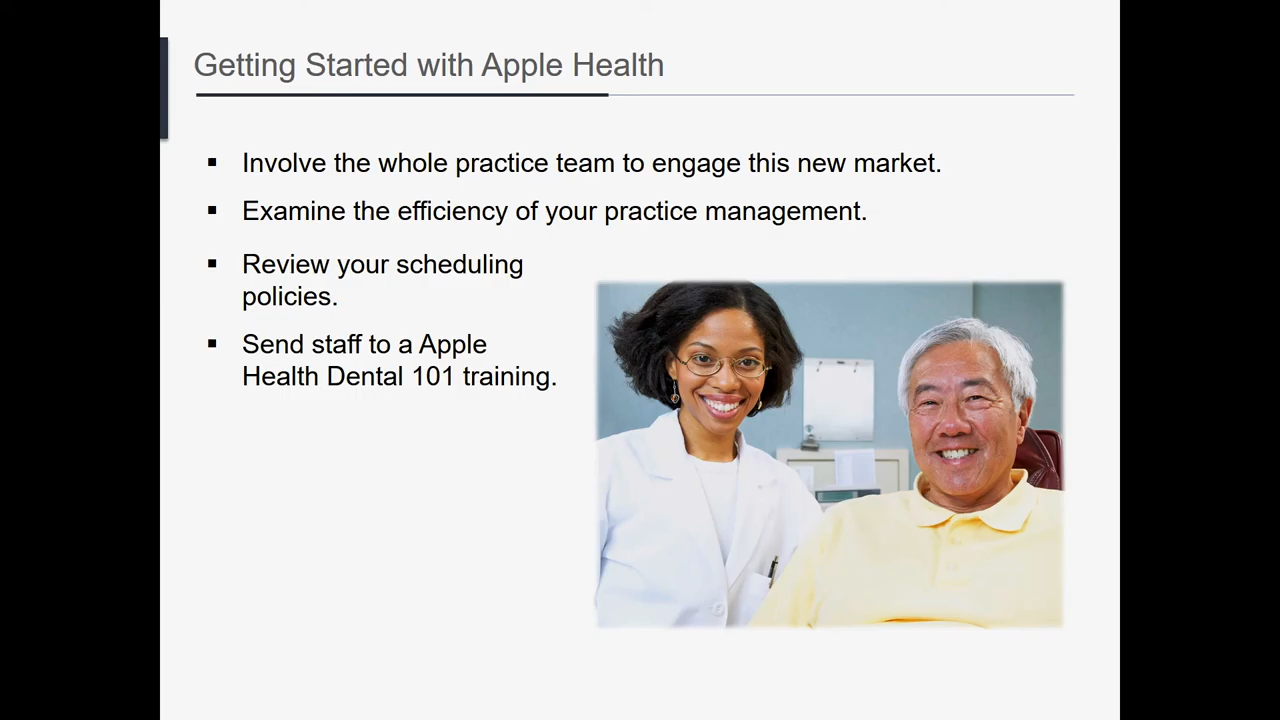 Getting Started with Apple Health
▪ Involve the whole practice team to engage this new market.
▪ Examine the efficiency of your practice management.
▪ Review your scheduling
policies.
▪ Send staff to a Apple
Health Dental 101 training.